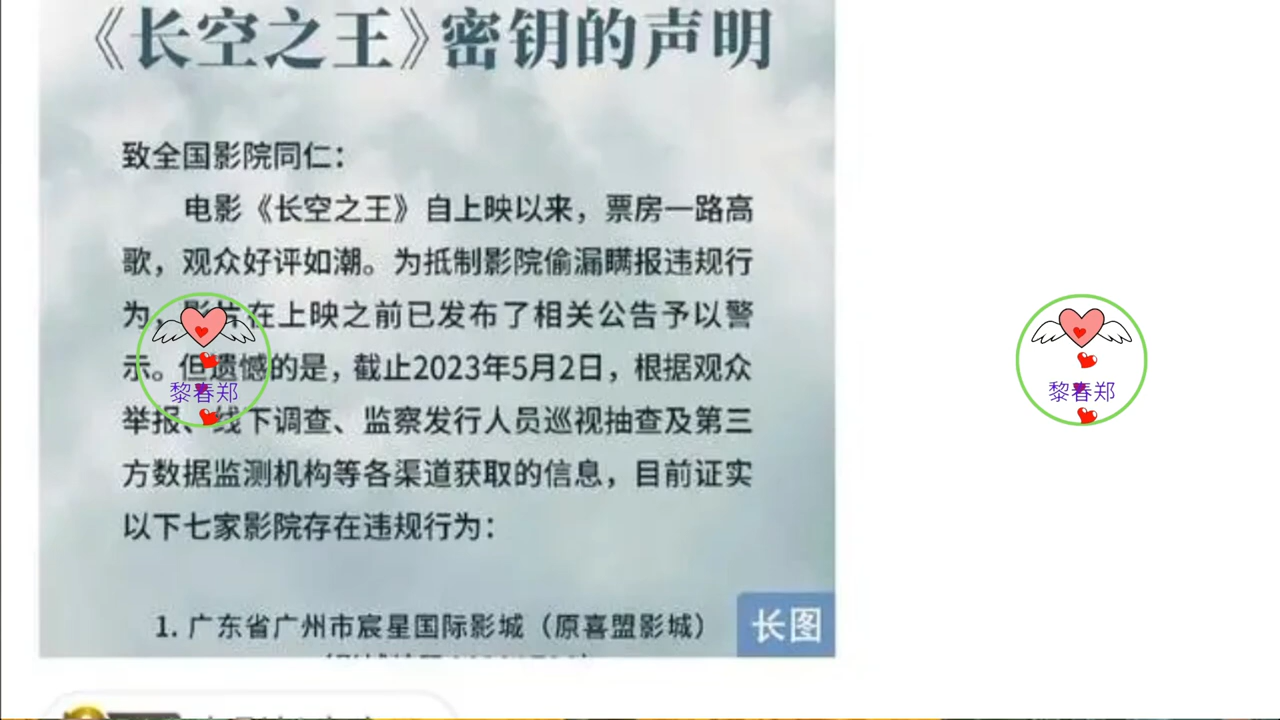 《长空之王》密钥的声明
致全国影院同仁：
电影《长空之王》自上映以来，票房一路高
歌，观众好评如潮。为抵制影院偷漏瞒报违规行
为，影片在上映之前已发布了相关公告予以警
示。但遗憾的是，截止2023年5月2日，根据观众
举报、线下调查、监察发行人员巡视抽查及第三
方数据监测机构等各渠道获取的信息，目前证实
以下七家影院存在违规行为：
1. 广东省广州市宸星国际影城（原喜盟影城）
长图
黎春郑
黎春郑